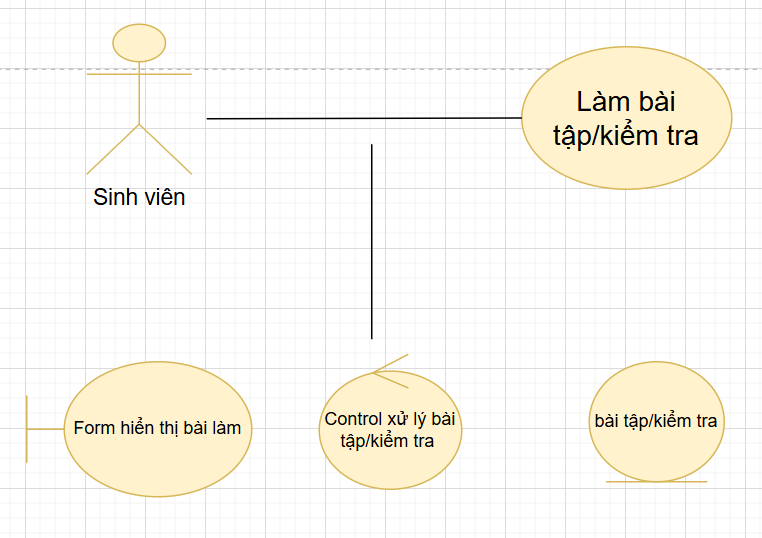 Làm bài
tập/kiểm tra
Sinh viên
Form hiển thị bài làm
Control xử lý bài
tập/kiểm tra
bài tập/kiểm tra